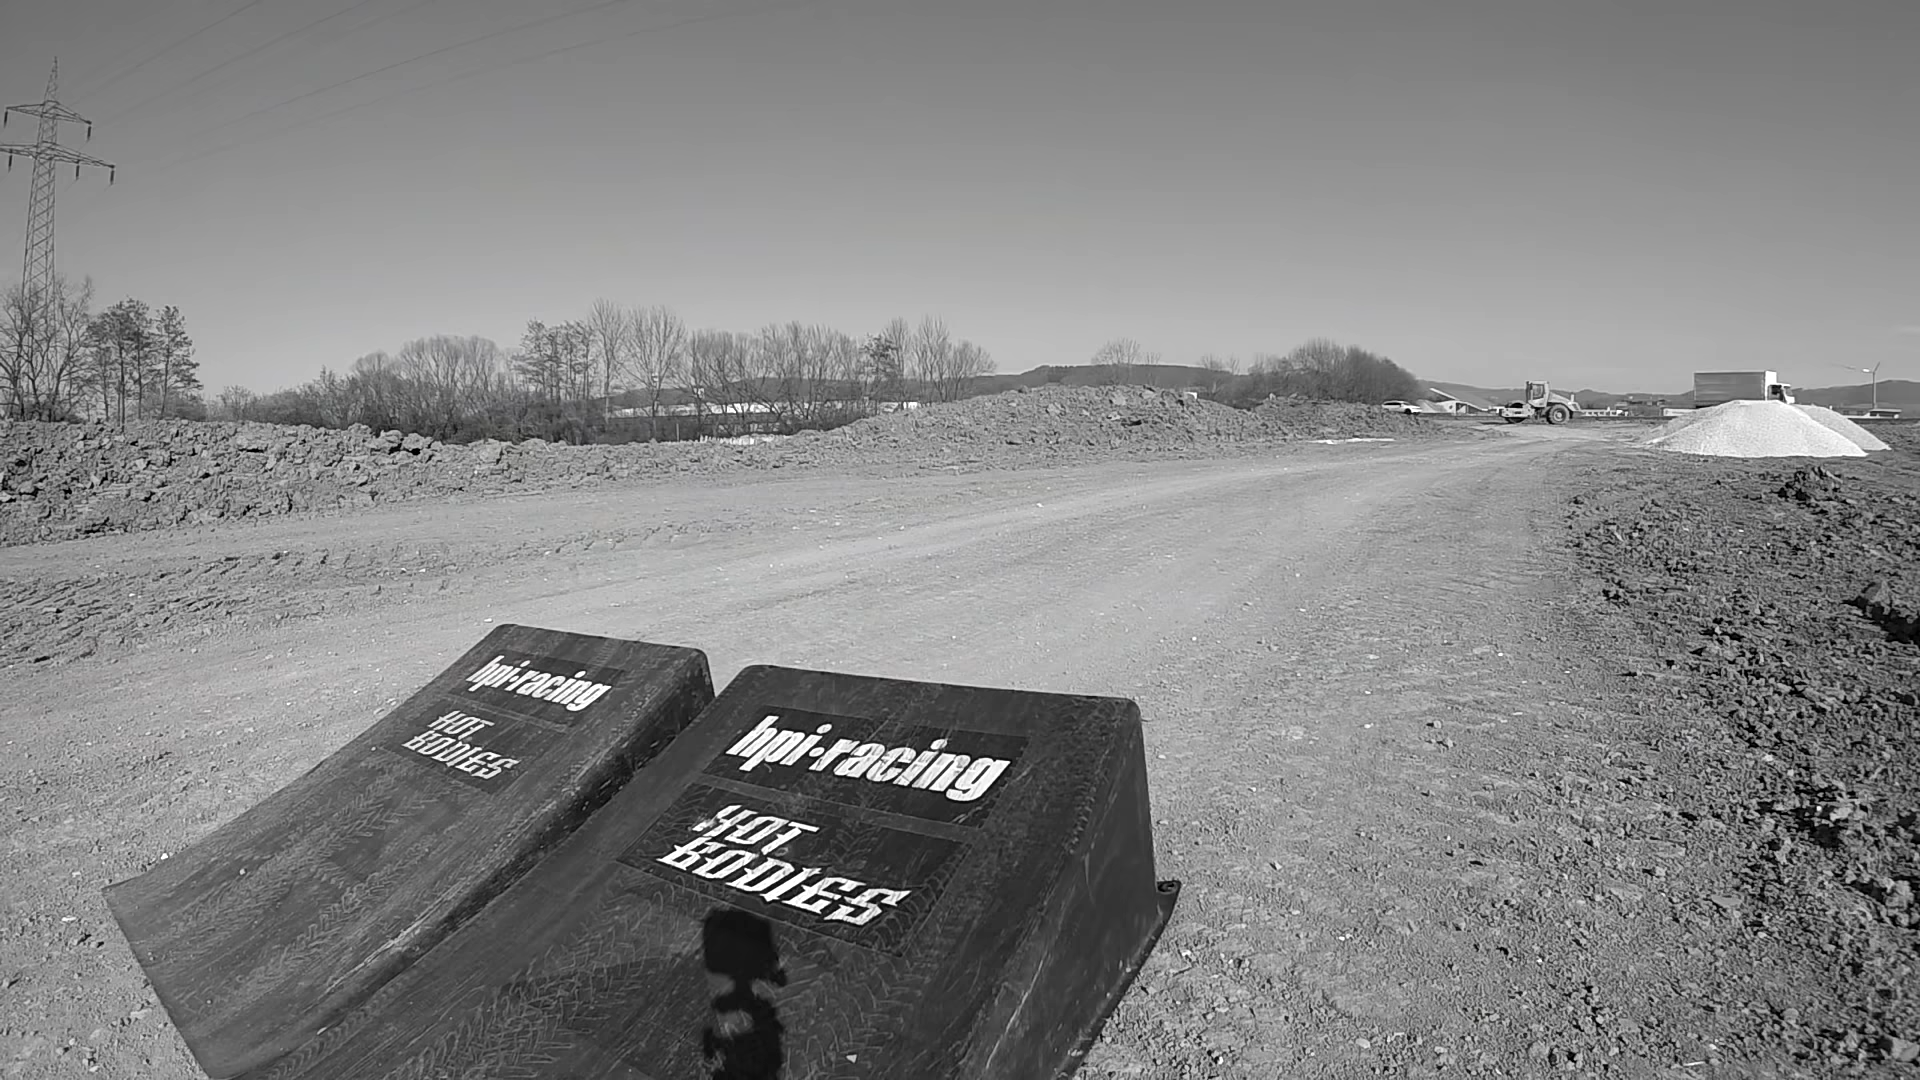 hpi·racing
HOT
BODIES
hpi·racing
HOT
BODIES